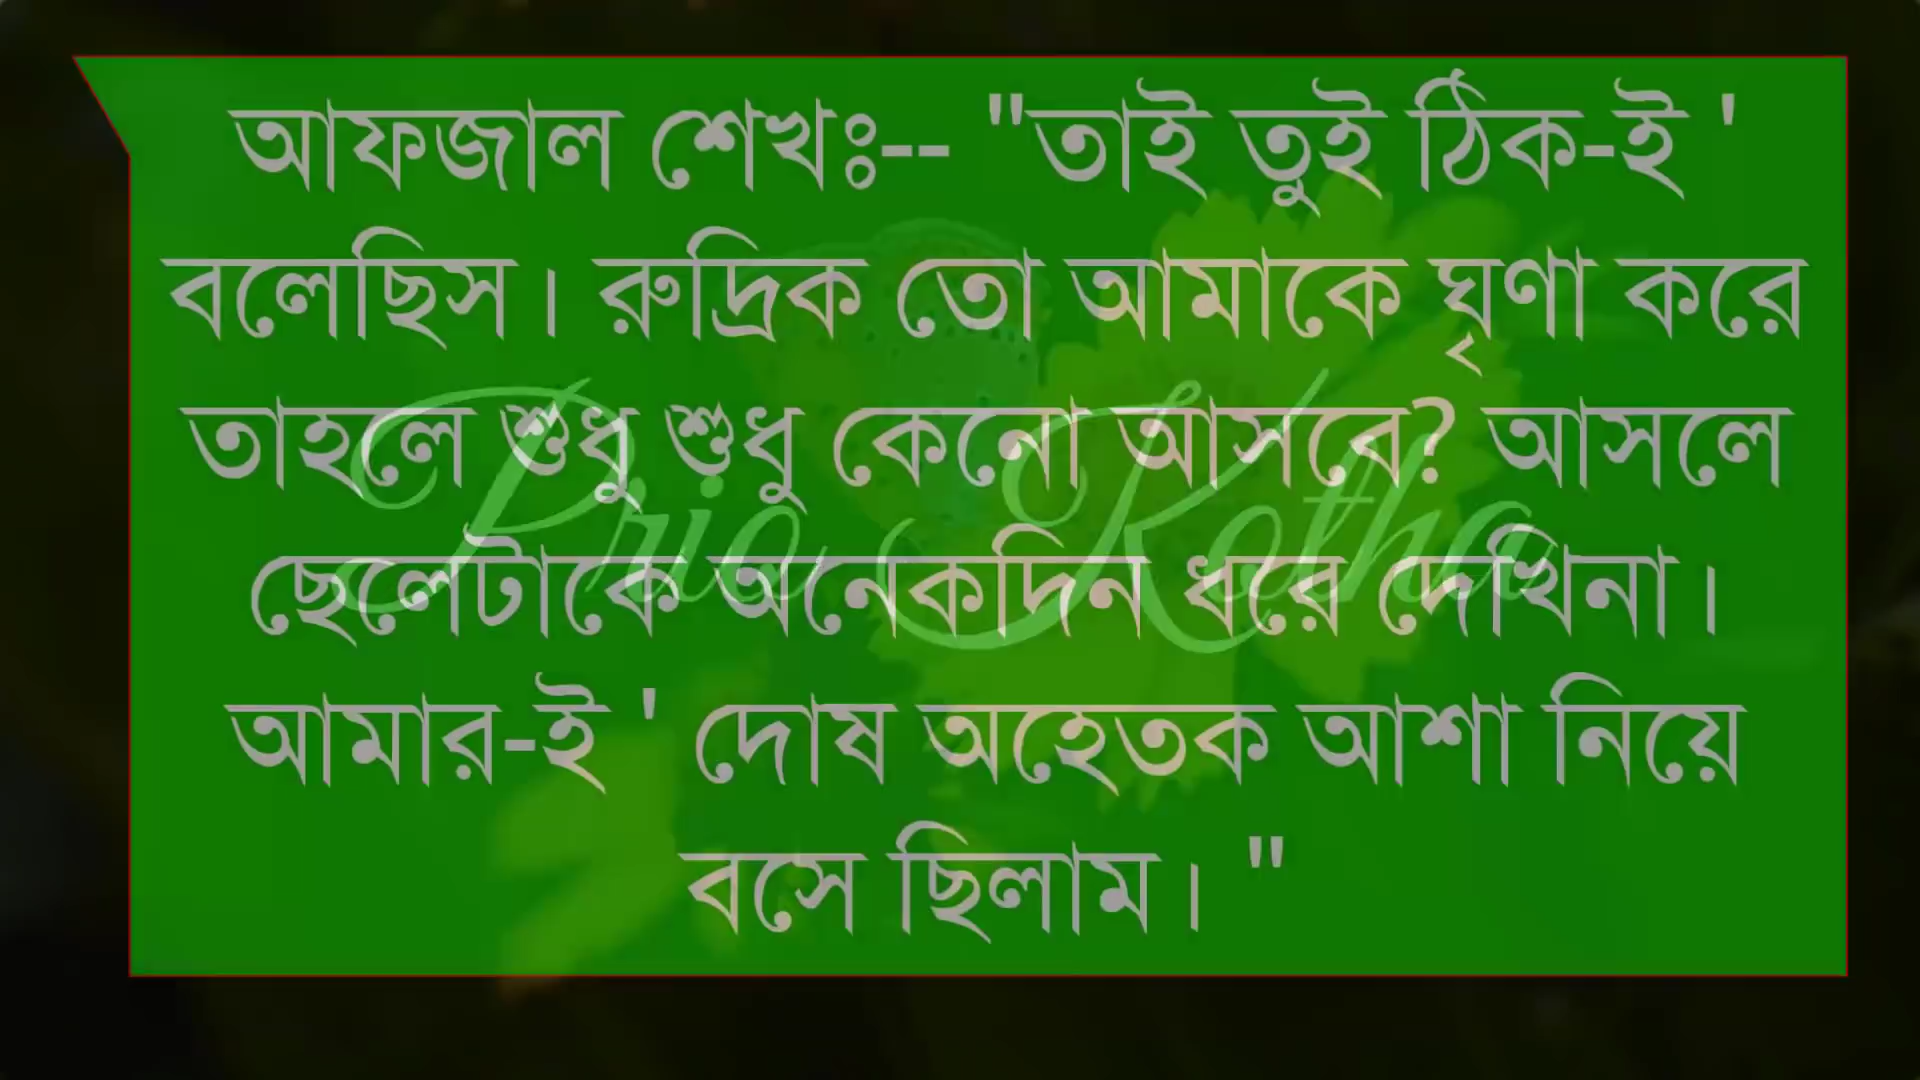 আফজাল শেখঃ-- "তাই তুই ঠিক-ই '
বলেছিস। রুদ্রিক তো আমাকে ঘৃণা করে
তাহলে শুধু শুধু কেনো আসবে? আসলে
ছেলেটাকে অনেকদিন ধরে দেখিনা।
আমার-ই ' দোষ অহেতক আশা নিয়ে
বসে ছিলাম। "
Prio Kotha